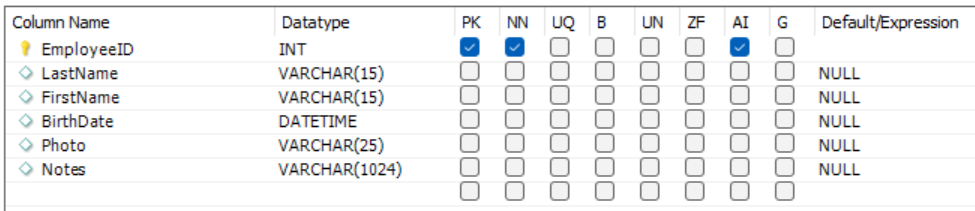 Column Name Datatype PK NN UQ B UN ZF AI G Default/Expression
EmployeeID INT
LastName VARCHAR(15) NULL
FirstName VARCHAR(15) NULL
BirthDate DATETIME NULL
Photo VARCHAR(25) NULL
Notes VARCHAR(1024) NULL